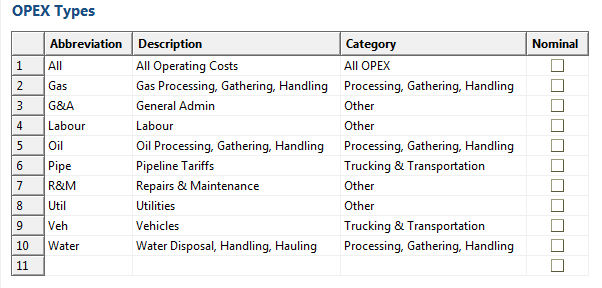 OPEX Types
Abbreviation Description Category Nominal
1 All All Operating Costs All OPEX
2 Gas Gas Processing, Gathering, Handling Processing, Gathering, Handling
3 G&A General Admin Other
4 Labour Labour Other
5 Oil Oil Processing, Gathering, Handling Processing, Gathering, Handling
6 Pipe Pipeline Tariffs Trucking & Transportation
7 R&M Repairs & Maintenance Other
8 Util Utilities Other
9 Veh Vehicles Trucking & Transportation
10 Water Water Disposal, Handling, Hauling Processing, Gathering, Handling
11